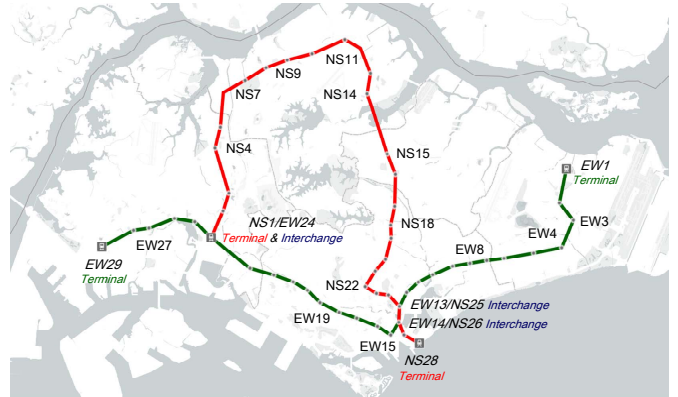 NS11
NS9
NS7
NS14
NS4
NS15
EW1
Terminal
NS1/EW24
Terminal & Interchange
NS18
EW3
EW4
EW27
EW8
EW29
Terminal
NS22
EW13/NS25 Interchange
EW19
EW14/NS26 Interchange
EW15
NS28
Terminal